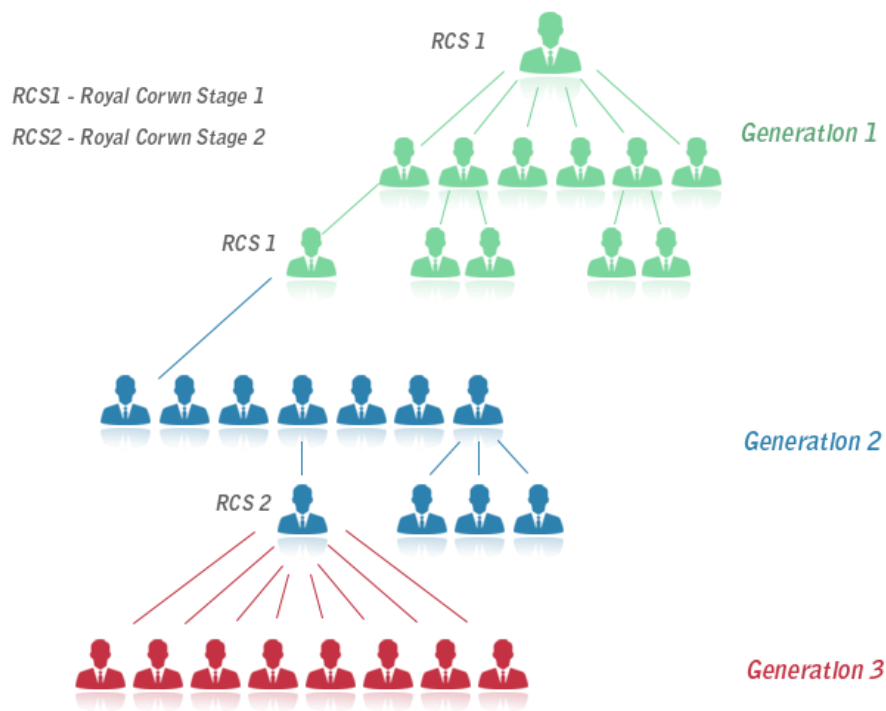 RCS 1
RCS1 - Royal Corwn Stage 1
RCS2 - Royal Corwn Stage 2
Generation 1
RCS 1
Generation 2
RCS 2
Generation 3